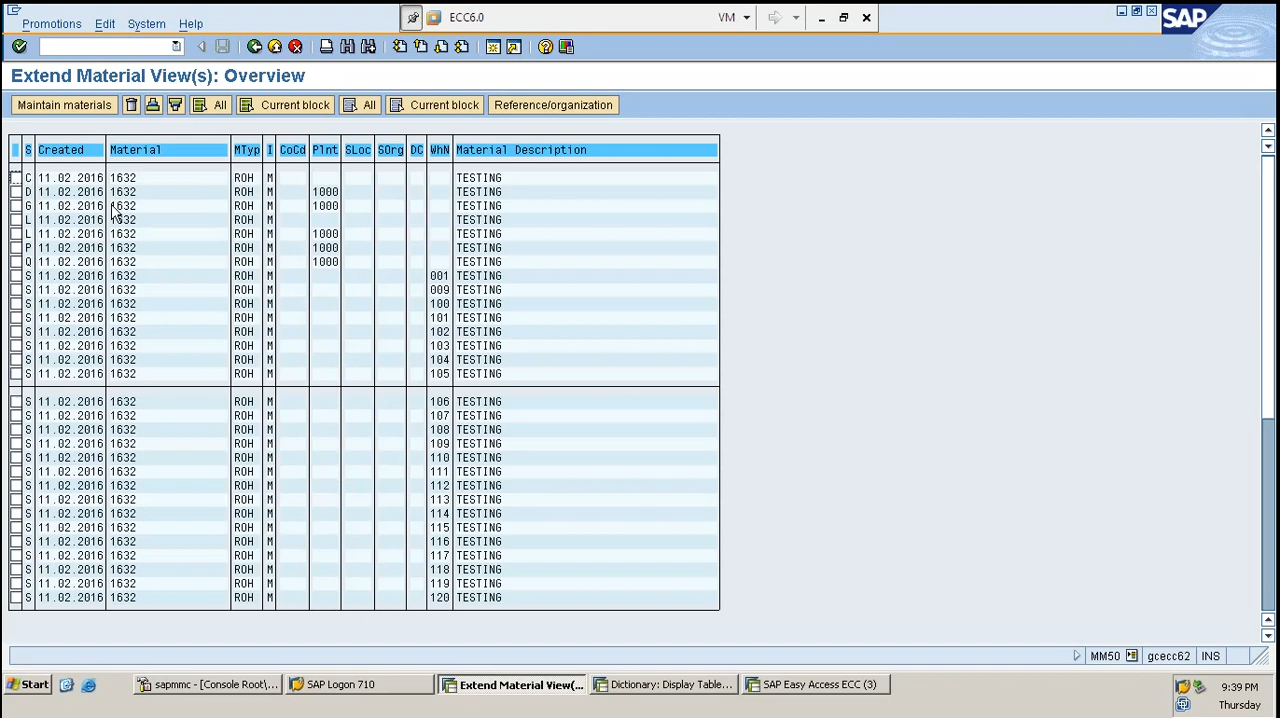 ECC6.0 VM
Promotions Edit System Help SAP
Extend Material View(s): Overview
Maintain materials All Current block All Current block Reference/organization
S Created Material MTyp I CoCd Plnt SLoc SOrg DC WhN Material Description
C 11.02.2016 1632 ROH M TESTING
D 11.02.2016 1632 ROH M 1000 TESTING
G 11.02.2016 1632 ROH M 1000 TESTING
L 11.02.2016 1632 ROH M TESTING
L 11.02.2016 1632 ROH M 1000 TESTING
P 11.02.2016 1632 ROH M 1000 TESTING
Q 11.02.2016 1632 ROH M 1000 TESTING
S 11.02.2016 1632 ROH M 001 TESTING
S 11.02.2016 1632 ROH M 009 TESTING
S 11.02.2016 1632 ROH M 100 TESTING
S 11.02.2016 1632 ROH M 101 TESTING
S 11.02.2016 1632 ROH M 102 TESTING
S 11.02.2016 1632 ROH M 103 TESTING
S 11.02.2016 1632 ROH M 104 TESTING
S 11.02.2016 1632 ROH M 105 TESTING
S 11.02.2016 1632 ROH M 106 TESTING
S 11.02.2016 1632 ROH M 107 TESTING
S 11.02.2016 1632 ROH M 108 TESTING
S 11.02.2016 1632 ROH M 109 TESTING
S 11.02.2016 1632 ROH M 110 TESTING
S 11.02.2016 1632 ROH M 111 TESTING
S 11.02.2016 1632 ROH M 112 TESTING
S 11.02.2016 1632 ROH M 113 TESTING
S 11.02.2016 1632 ROH M 114 TESTING
S 11.02.2016 1632 ROH M 115 TESTING
S 11.02.2016 1632 ROH M 116 TESTING
S 11.02.2016 1632 ROH M 117 TESTING
S 11.02.2016 1632 ROH M 118 TESTING
S 11.02.2016 1632 ROH M 119 TESTING
S 11.02.2016 1632 ROH M 120 TESTING
MM50 gcecc62 INS
Start sapmmc - [Console Root\... SAP Logon 710 Extend Material View(... Dictionary: Display Table... SAP Easy Access ECC (3) 9:39 PM
Thursday